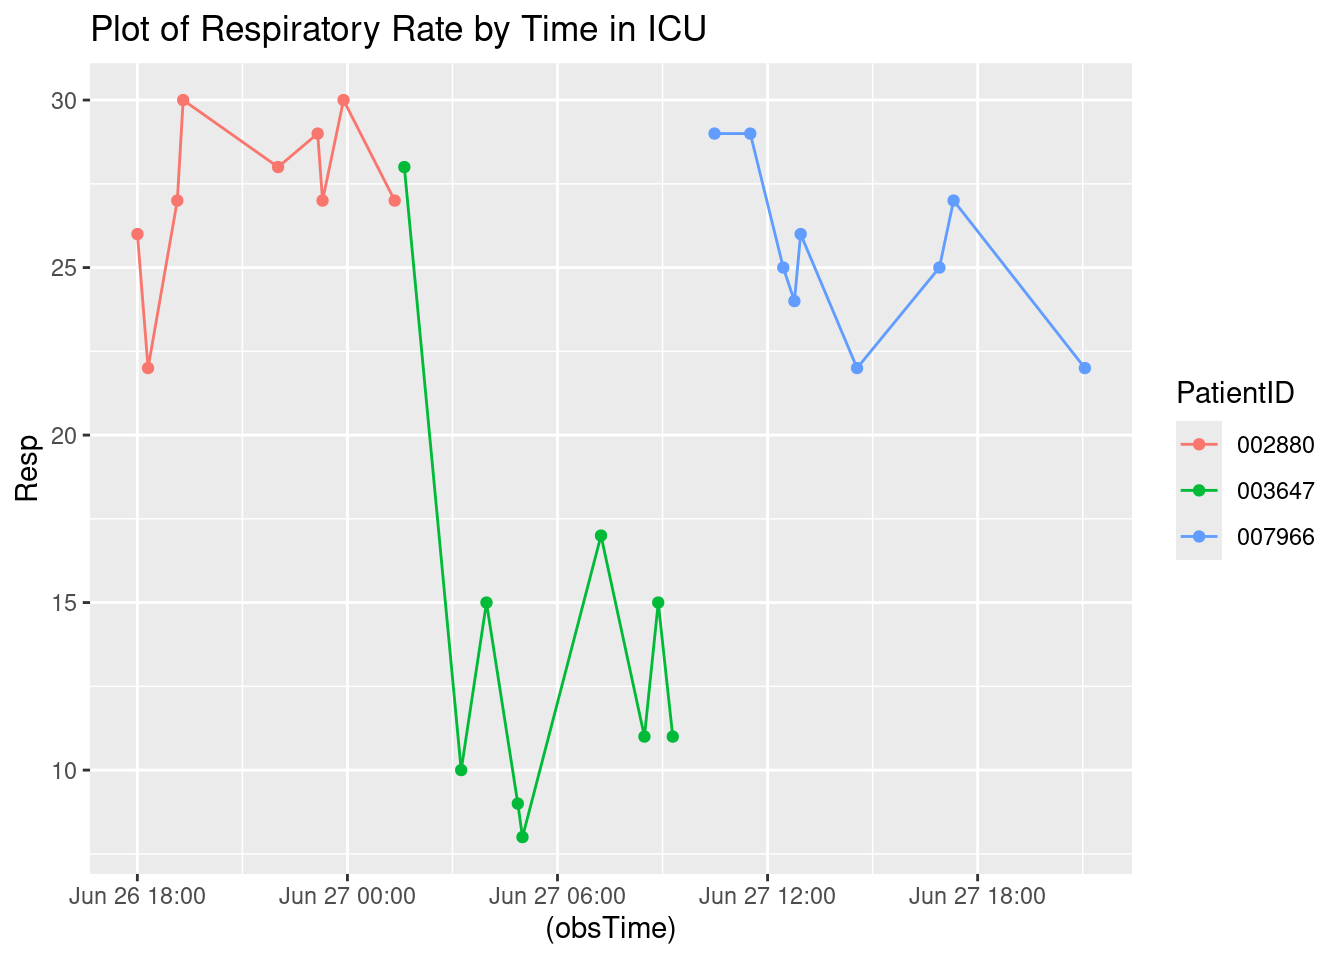 Plot of Respiratory Rate by Time in ICU
30
25
20
15
10
Resp
Jun 26 18:00 Jun 27 00:00 Jun 27 06:00 Jun 27 12:00 Jun 27 18:00
(obsTime)
PatientID
002880
003647
007966